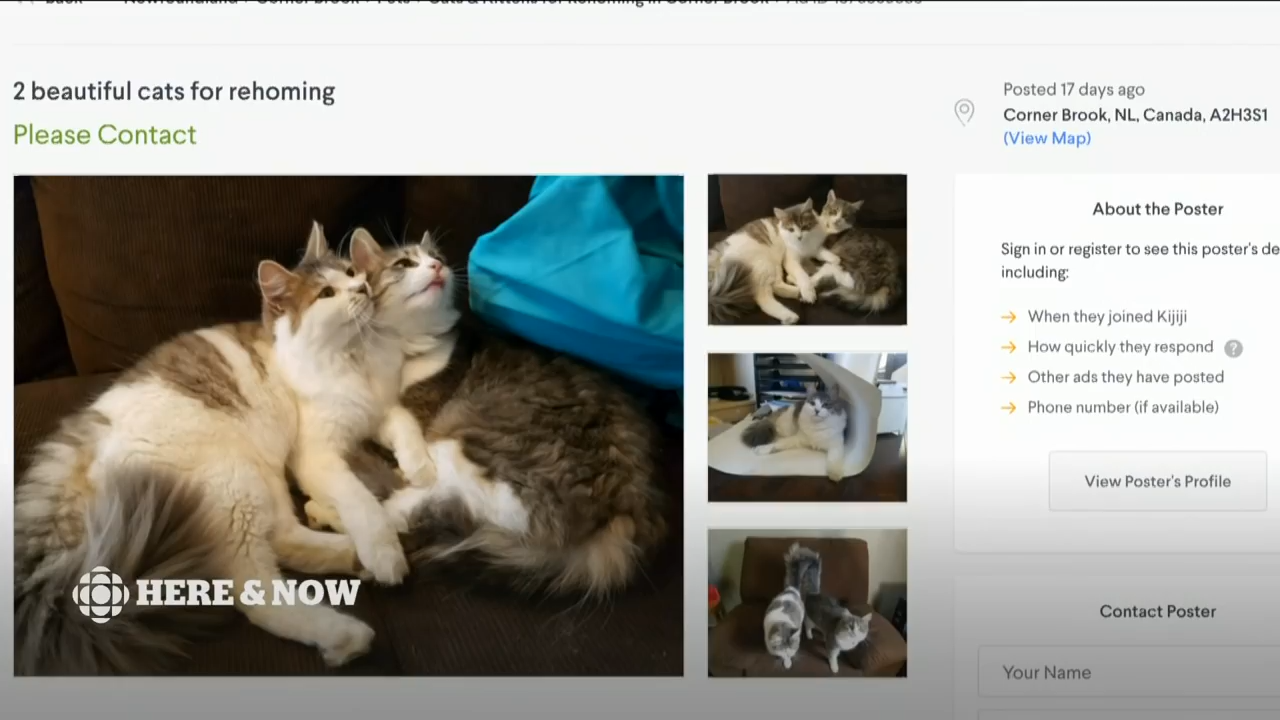 2 beautiful cats for rehoming
Please Contact
Posted 17 days ago
Corner Brook, NL, Canada, A2H3S1
(View Map)
About the Poster
Sign in or register to see this poster's de
including:
When they joined Kijiji
How quickly they respond ?
Other ads they have posted
Phone number (if available)
View Poster's Profile
Contact Poster
Your Name
HERE & NOW